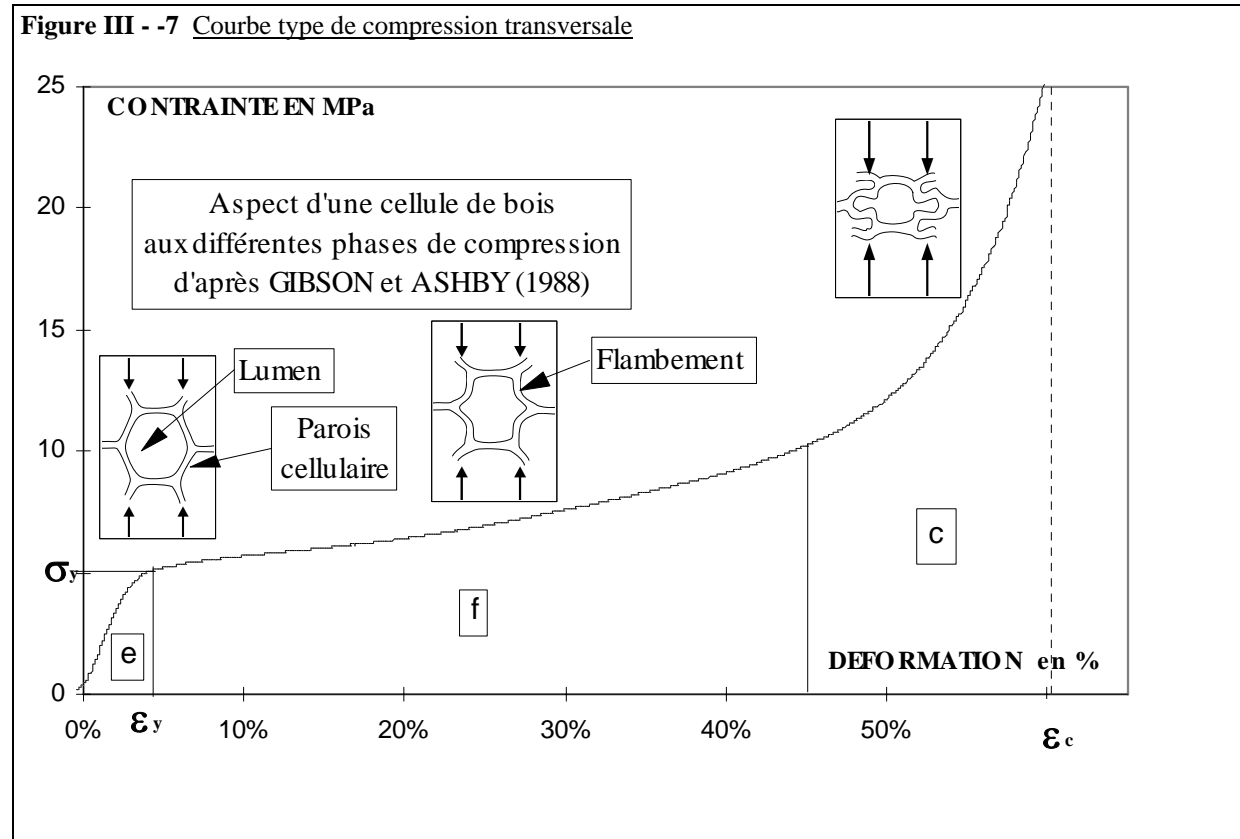 Figure III - -7 Courbe type de compression transversale
25
CONTRAINTE EN MPa
20
Aspect d'une cellule de bois
aux différentes phases de compression
d'après GIBSON et ASHBY (1988)
15
Lumen
Flambement
10
Parois
cellulaire
σy
c
f
e
DEFORMATION en %
0
0%
εy
10%
20%
30%
40%
50%
εc